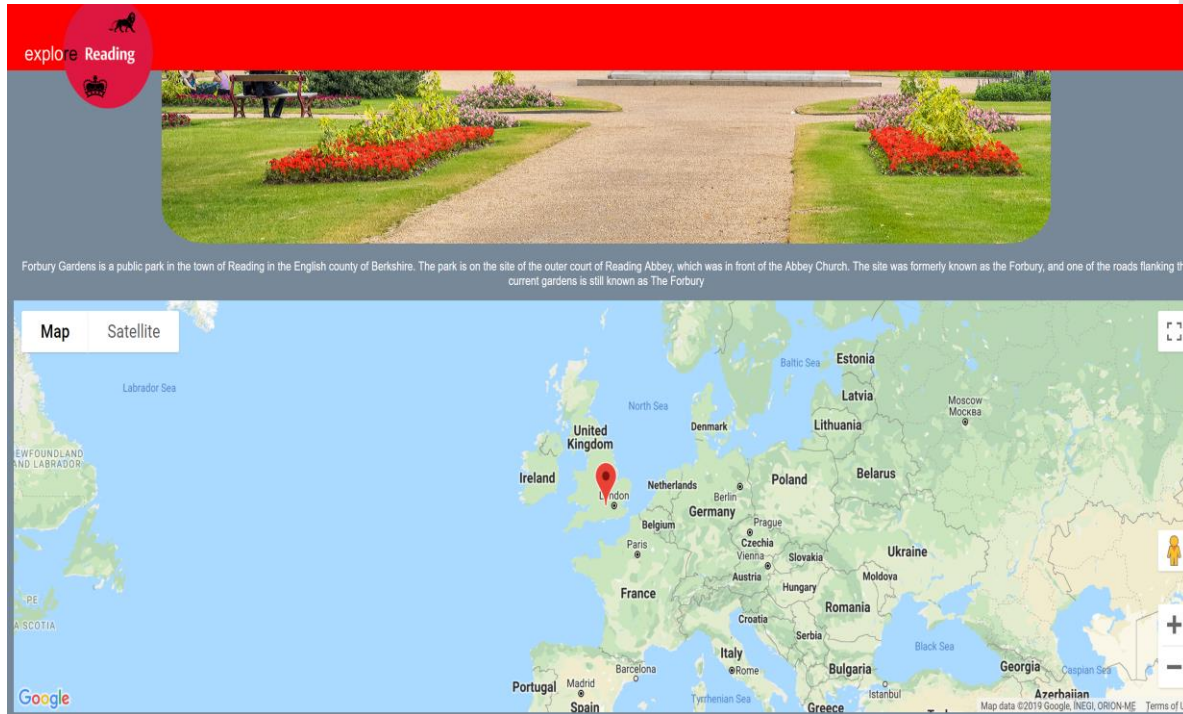 explore Reading
Forbury Gardens is a public park in the town of Reading in the English county of Berkshire. The park is on the site of the outer court of Reading Abbey, which was in front of the Abbey Church. The site was formerly known as the Forbury, and one of the roads flanking th
current gardens is still known as The Forbury
Map Satellite
Labrador Sea
Baltic Sea
Estonia
Latvia
Moscow
Москва
North Sea
Denmark
Lithuania
United
Kingdom
EWFOUNDLAND
AND LABRADOR
Ireland
London
Netherlands
Berlin
Poland
Belarus
Germany
Belgium
Prague
Czechia
Paris
Vienna
Slovakia
Ukraine
Austria
Hungary
Moldova
France
Romania
Croatia
Serbia
PE
A SCOTIA
Italy
Rome
Black Sea
Bulgaria
Georgia
Caspian Sea
Barcelona
Portugal
Madrid
Spain
Tyrrhenian Sea
Istanbul
Greece
Azerbaijan
Google
Map data ©2019 Google, INEGI, ORION-ME Terms of U